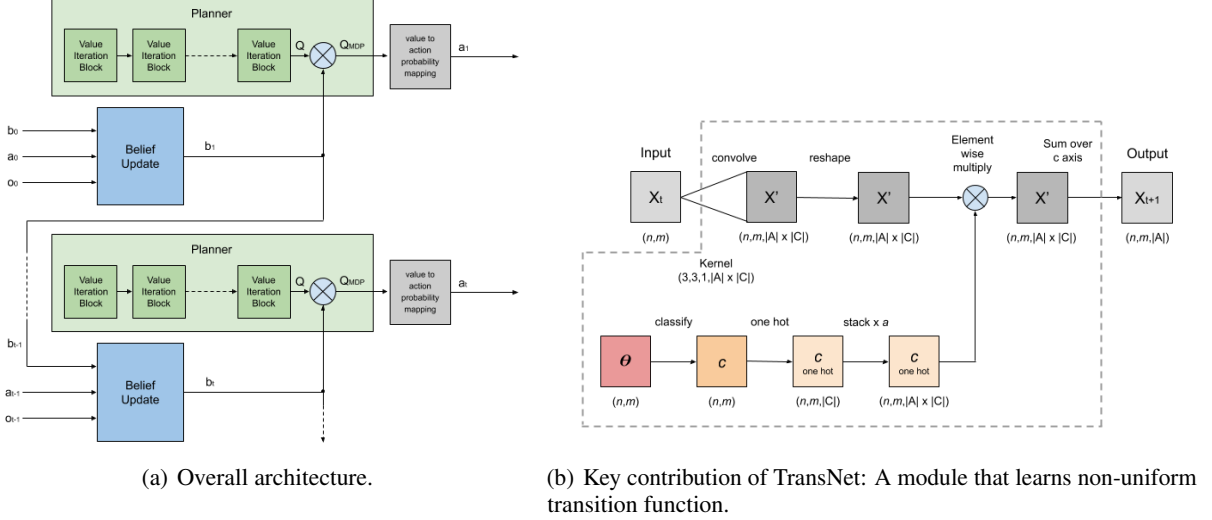 Planner
Value Iteration Block
Value Iteration Block
Value Iteration Block
Q
QMDP
value to action probability mapping
a1
b0
a0
o0
Belief Update
b1
Planner
Value Iteration Block
Value Iteration Block
Value Iteration Block
Q
QMDP
value to action probability mapping
at
bt-1
at-1
ot-1
Belief Update
bt
(a) Overall architecture.
Input
convolve
reshape
Element wise multiply
Sum over c axis
Output
Xt
X'
X'
X'
Xt+1
(n,m)
(n,m,|A| x |C|)
(n,m,|A| x |C|)
(n,m,|A| x |C|)
(n,m,|A|)
Kernel
(3,3,1,|A| x |C|)
classify
one hot
stack x a
θ
c
c one hot
c one hot
(n,m)
(n,m)
(n,m,|C|)
(n,m,|A| x |C|)
(b) Key contribution of TransNet: A module that learns non-uniform
transition function.